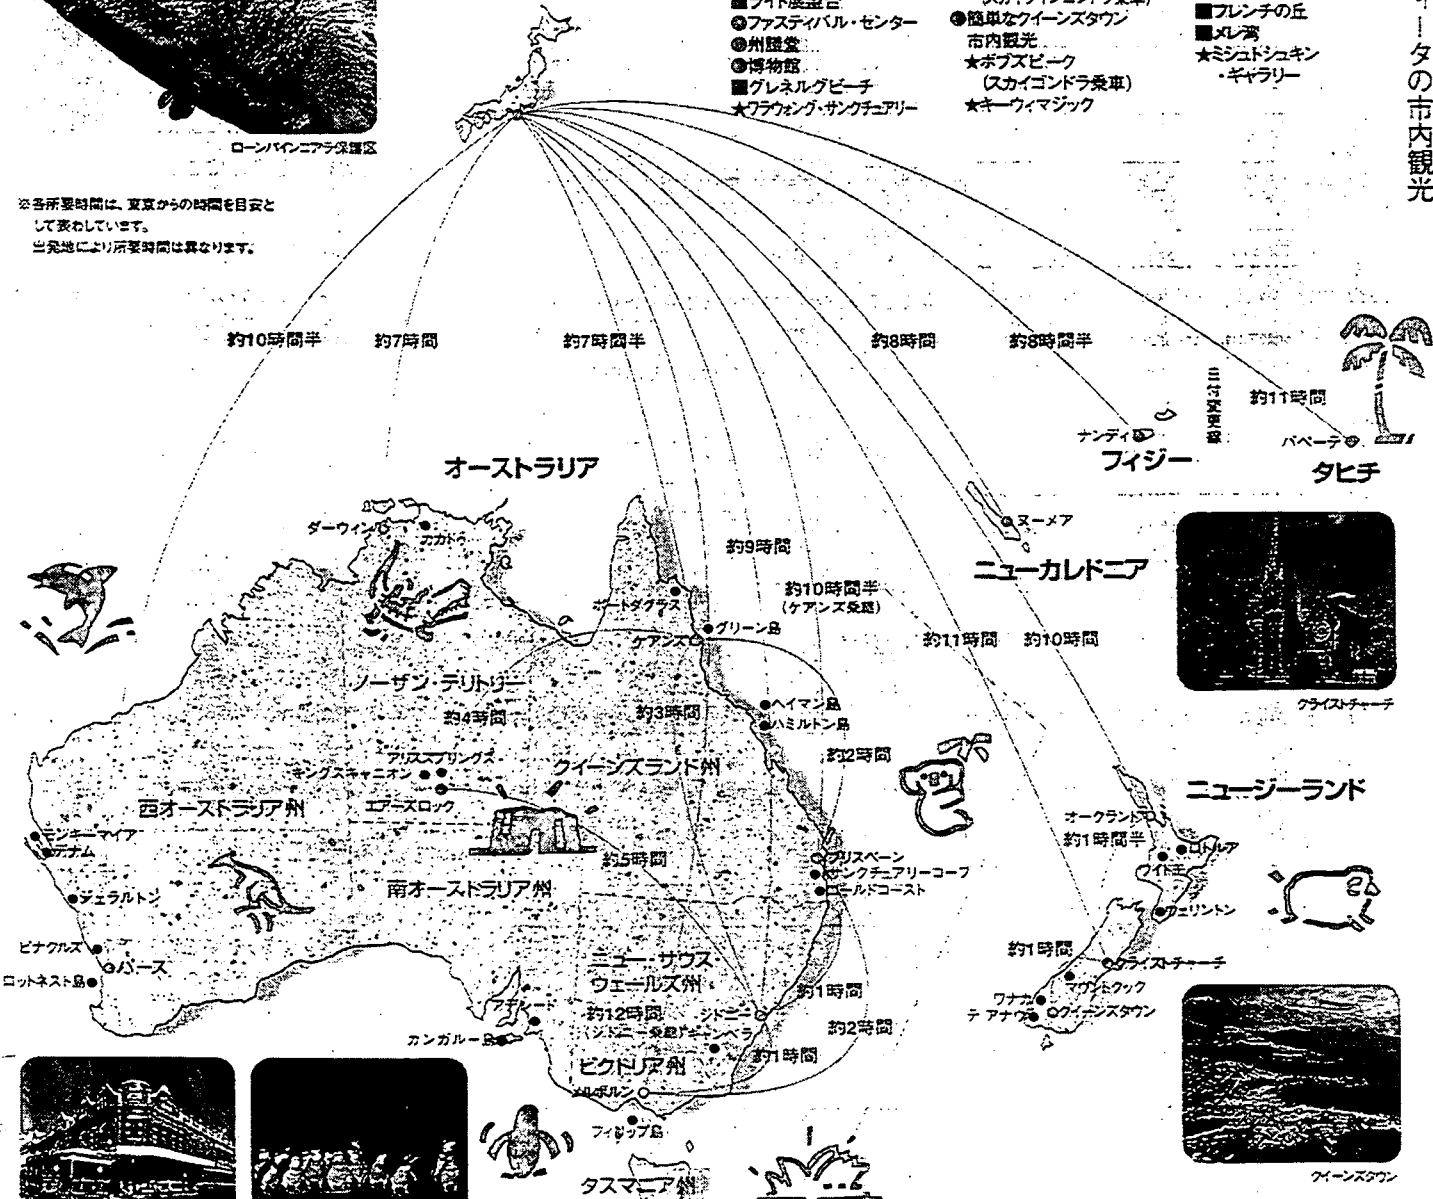 ■フレンチの丘
■メレ湾
★ミシュドシュキン
・ギャラリー
●簡単なクイーンズタウン
市内観光
★ボブズピーク
(スカイゴンドラ乗車)
★キーウィマジック
■ライト展望台
●ファスティバル・センター
●州議堂
●博物館
■グレネルグビーチ
★ワラウォング・サンクチュアリー
ータの市内観光
ローンパインコアラ保護区
※各所要時間は、東京からの時間を目安と
して表わしています。
出発地により所要時間は異なります。
約10時間半
約7時間
約7時間半
約8時間
約8時間半
約11時間
日付変更線
ナンディ
フィジー
パペーテ
タヒチ
オーストラリア
ダーウィン
カカドゥ
ヌーメア
ニューカレドニア
約9時間
約10時間半
(ケアンズ発超)
ポートダグラス
グリーン島
ケアンズ
約11時間
約10時間
ノーザン・テリトリー
約4時間
約3時間
ヘイマン島
ハミルトン島
クライストチャーチ
約2時間
アリススプリングス
キングスキャニオン
クイーンズランド州
エアーズロック
西オーストラリア州
ニュージーランド
オークランド
約1時間半
ロトルア
ワイトモ
モンキーマイア
デナム
約5時間
ブリスベーン
サンクチュアリーコーブ
ゴールドコースト
南オーストラリア州
ジェラルトン
ウェリントン
ピナクルズ
パース
ロットネスト島
ニュー・サウス
ウェールズ州
約1時間
クライストチャーチ
マウントクック
ワナカ
テ アナウ
クイーンズタウン
約1時間
アデレード
約12時間
シドニー
キャンベラ
約2時間
カンガルー島
約1時間
ビクトリア州
メルボルン
フィリップ島
タスマニア州
クイーンズタウン